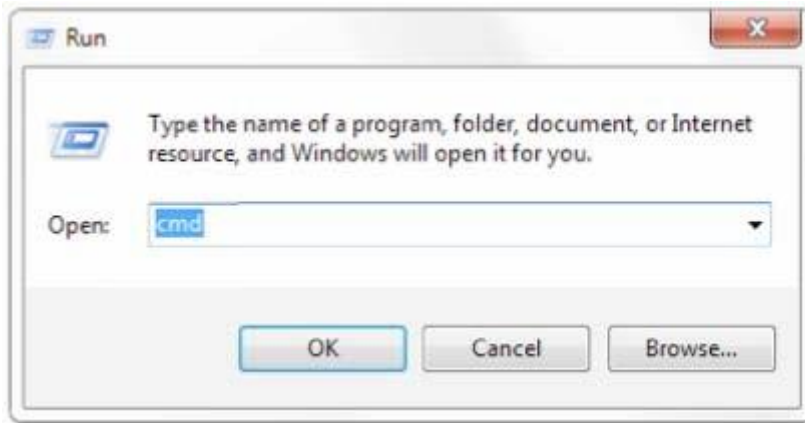 Run
Type the name of a program, folder, document, or Internet
resource, and Windows will open it for you.
Open: cmd
OK Cancel Browse...